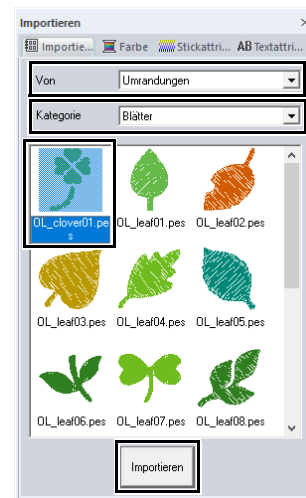 Importieren
Importie... Farbe Stickattri... AB Textattri...
Von Umrandungen
Kategorie Blätter
OL_clover01.pe
s
OL_leaf01.pes OL_leaf02.pes
OL_leaf03.pes OL_leaf04.pes OL_leaf05.pes
OL_leaf06.pes OL_leaf07.pes OL_leaf08.pes
Importieren